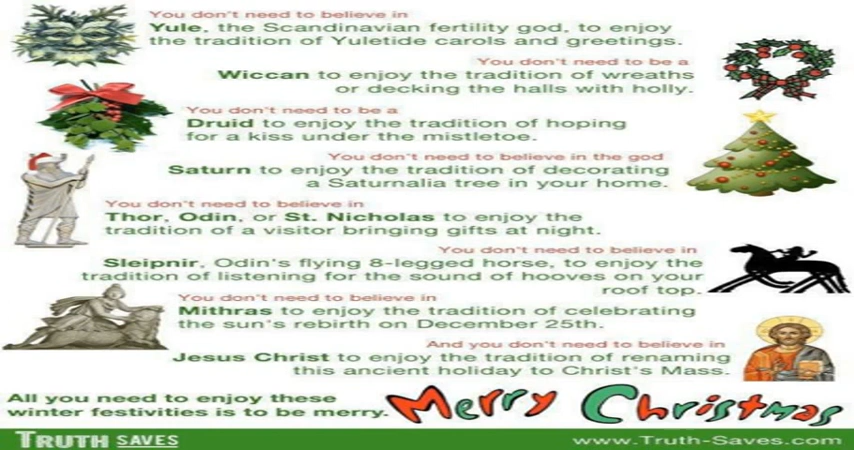 You don't need to believe in
Yule, the Scandinavian fertility god, to enjoy
the tradition of Yuletide carols and greetings.
You don't need to be a
Wiccan to enjoy the tradition of wreaths
or decking the halls with holly.
You don't need to be a
Druid to enjoy the tradition of hoping
for a kiss under the mistletoe.
You don't need to believe in the god
Saturn to enjoy the tradition of decorating
a Saturnalia tree in your home.
You don't need to believe in
Thor, Odin, or St. Nicholas to enjoy the
tradition of a visitor bringing gifts at night.
You don't need to believe in
Sleipnir, Odin's flying 8-legged horse, to enjoy the
tradition of listening for the sound of hooves on your
roof top.
You don't need to believe in
Mithras to enjoy the tradition of celebrating
the sun's rebirth on December 25th.
And you don't need to believe in
Jesus Christ to enjoy the tradition of renaming
this ancient holiday to Christ's Mass.
All you need to enjoy these
winter festivities is to be merry.
Merry Christmas
TRUTH SAVES
www.Truth-Saves.com